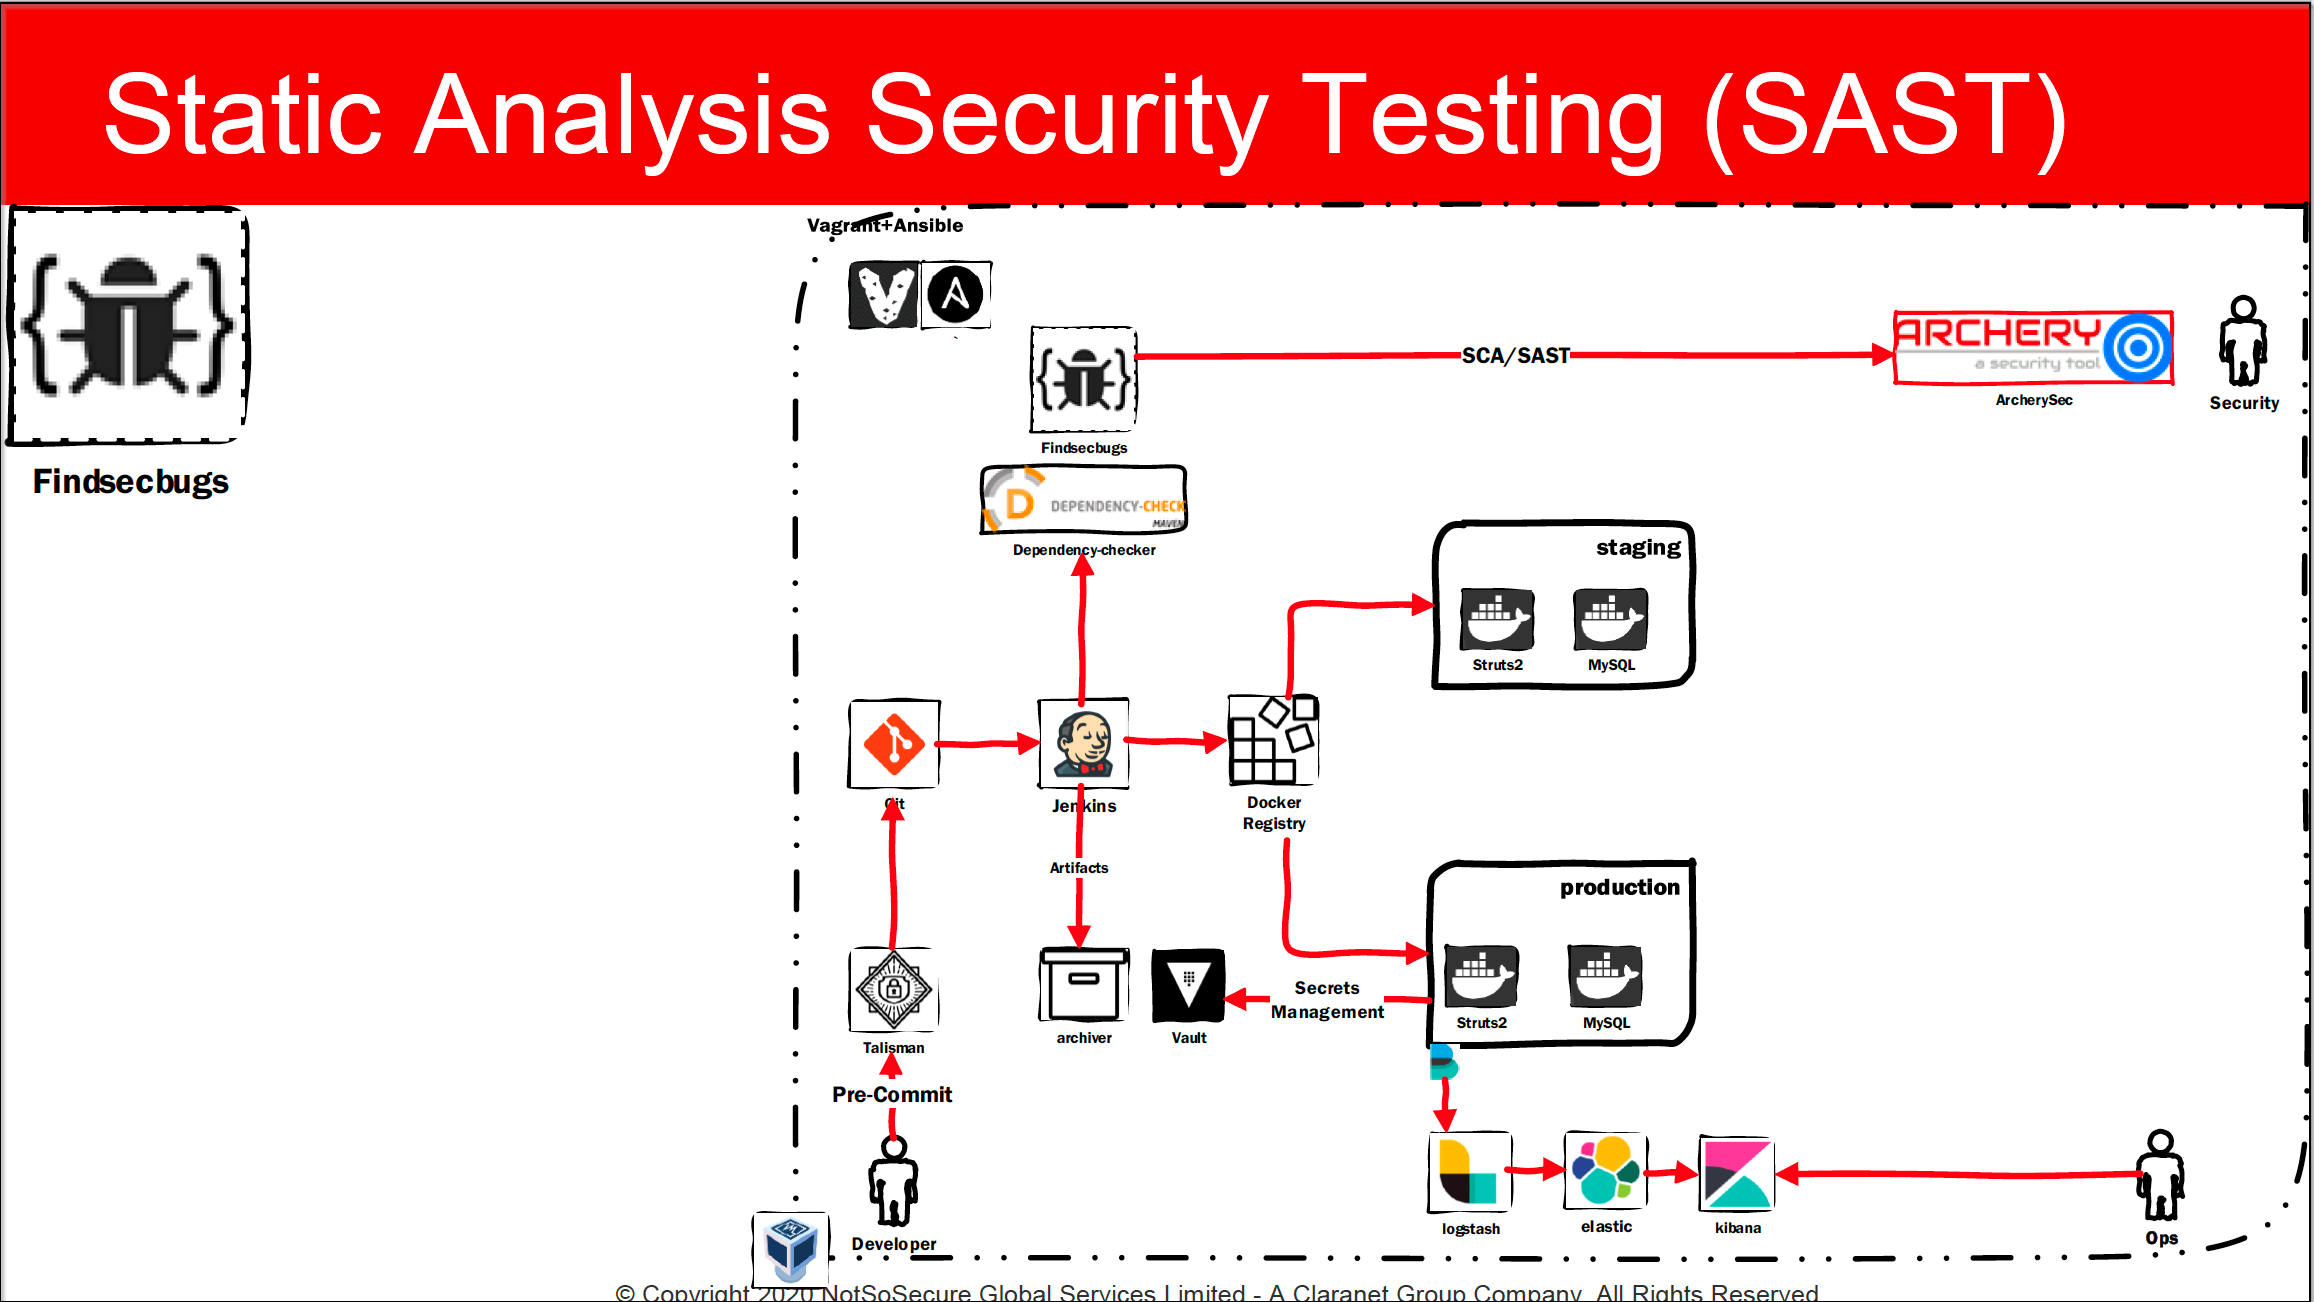 Static Analysis Security Testing (SAST)
Findsecbugs
Vagrant+Ansible
SCA/SAST
ARCHERY
a security tool
ArcherySec
Security
Findsecbugs
DEPENDENCY-CHECK
MAVEN
Dependency-checker
staging
Struts2
MySQL
Git
Jenkins
Docker
Registry
Artifacts
production
Struts2
MySQL
Secrets
Management
Talisman
archiver
Vault
Pre-Commit
Developer
logstash
elastic
kibana
Ops
© Copyright 2020 NotSoSecure Global Services Limited - A Claranet Group Company, All Rights Reserved